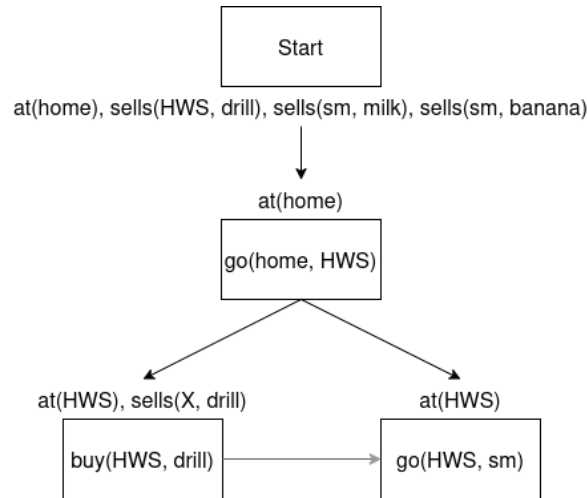 Start
at(home), sells(HWS, drill), sells(sm, milk), sells(sm, banana)
at(home)
go(home, HWS)
at(HWS), sells(X, drill)
at(HWS)
buy(HWS, drill)
go(HWS, sm)